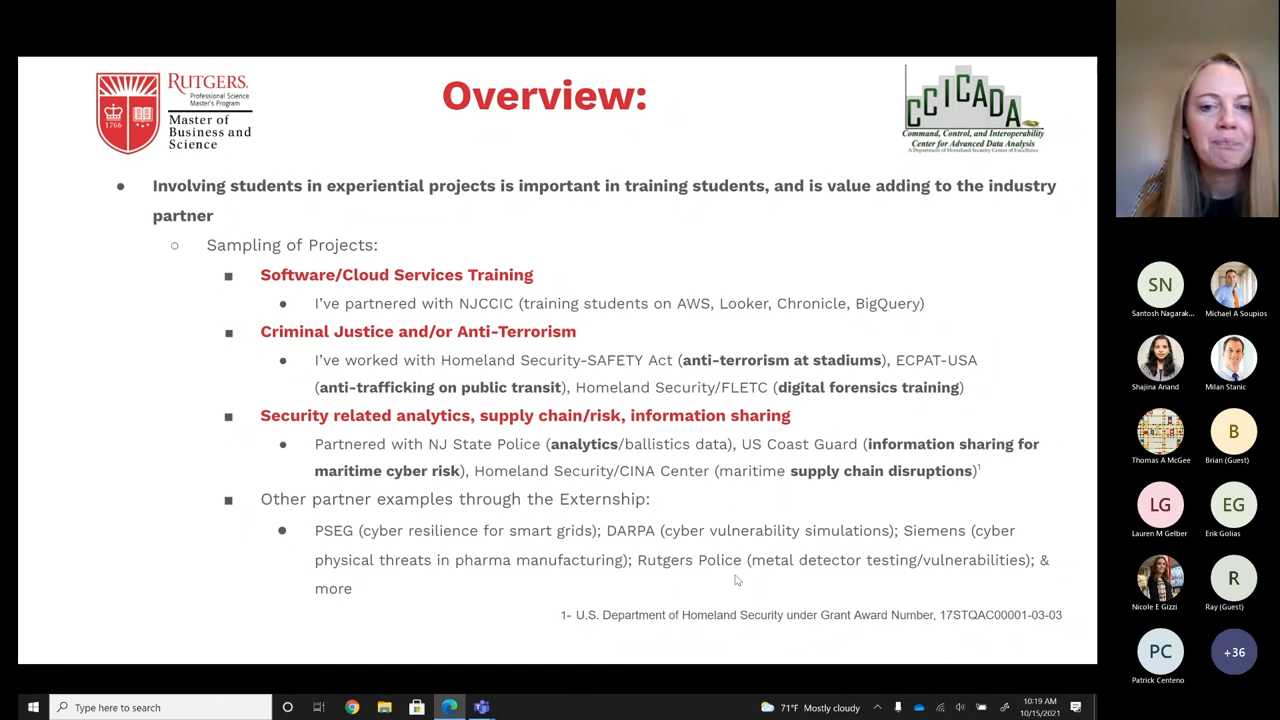 RUTGERS
Professional Science
Master's Program
Master of
Business and
Science
1766
Overview:
CCICADA
Command, Control, and Interoperability
Center for Advanced Data Analysis
A Department of Homeland Security Center of Excellence
Involving students in experiential projects is important in training students, and is value adding to the industry
partner
Sampling of Projects:
Software/Cloud Services Training
I've partnered with NJCCIC (training students on AWS, Looker, Chronicle, BigQuery)
Criminal Justice and/or Anti-Terrorism
I've worked with Homeland Security-SAFETY Act (anti-terrorism at stadiums), ECPAT-USA
(anti-trafficking on public transit), Homeland Security/FLETC (digital forensics training)
Security related analytics, supply chain/risk, information sharing
Partnered with NJ State Police (analytics/ballistics data), US Coast Guard (information sharing for
maritime cyber risk), Homeland Security/CINA Center (maritime supply chain disruptions)1
Other partner examples through the Externship:
PSEG (cyber resilience for smart grids); DARPA (cyber vulnerability simulations); Siemens (cyber
physical threats in pharma manufacturing); Rutgers Police (metal detector testing/vulnerabilities); &
more
1- U.S. Department of Homeland Security under Grant Award Number, 17STQAC00001-03-03
SN
Santosh Nagarak...
Michael A Soupios
Shajina Anand
Milan Stanic
Thomas A McGee
B
Brian (Guest)
LG
Lauren M Gelber
EG
Erik Golias
Nicole E Gizzi
R
Ray (Guest)
PC
Patrick Centeno
+36
Type here to search
71°F Mostly cloudy
10:19 AM
10/15/2021